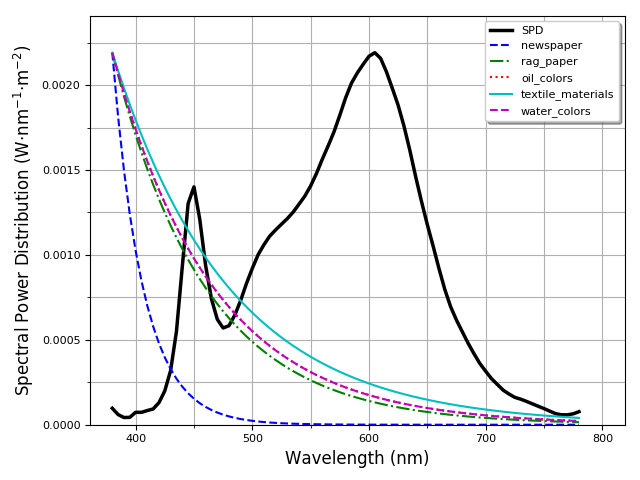 SPD
newspaper
rag_paper
oil_colors
textile_materials
water_colors
Spectral Power Distribution (W·nm⁻¹·m⁻²)
0.0020
0.0015
0.0010
0.0005
0.0000
400 500 600 700 800
Wavelength (nm)